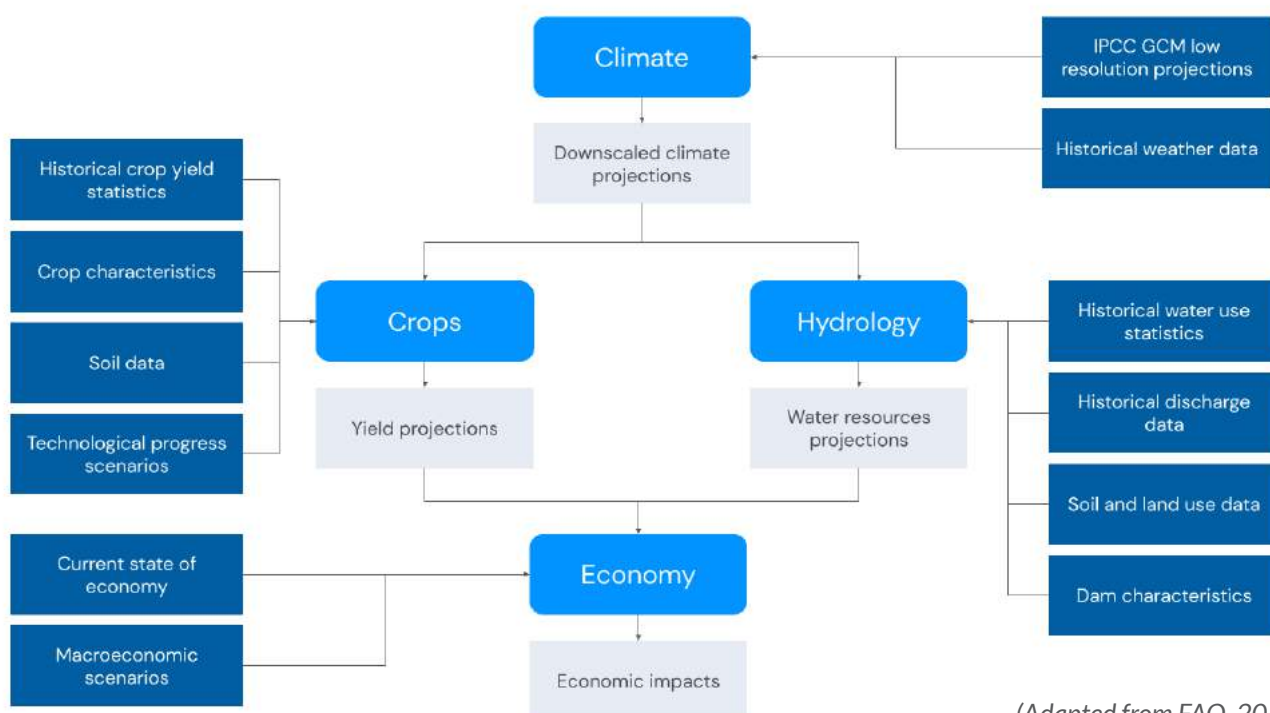 Climate
IPCC GCM low
resolution projections
Historical weather data
Downscaled climate
projections
Historical crop yield
statistics
Crop characteristics
Soil data
Technological progress
scenarios
Crops
Hydrology
Historical water use
statistics
Historical discharge
data
Soil and land use data
Dam characteristics
Yield projections
Water resources
projections
Current state of
economy
Macroeconomic
scenarios
Economy
Economic impacts
(Adapted from FAO, 20